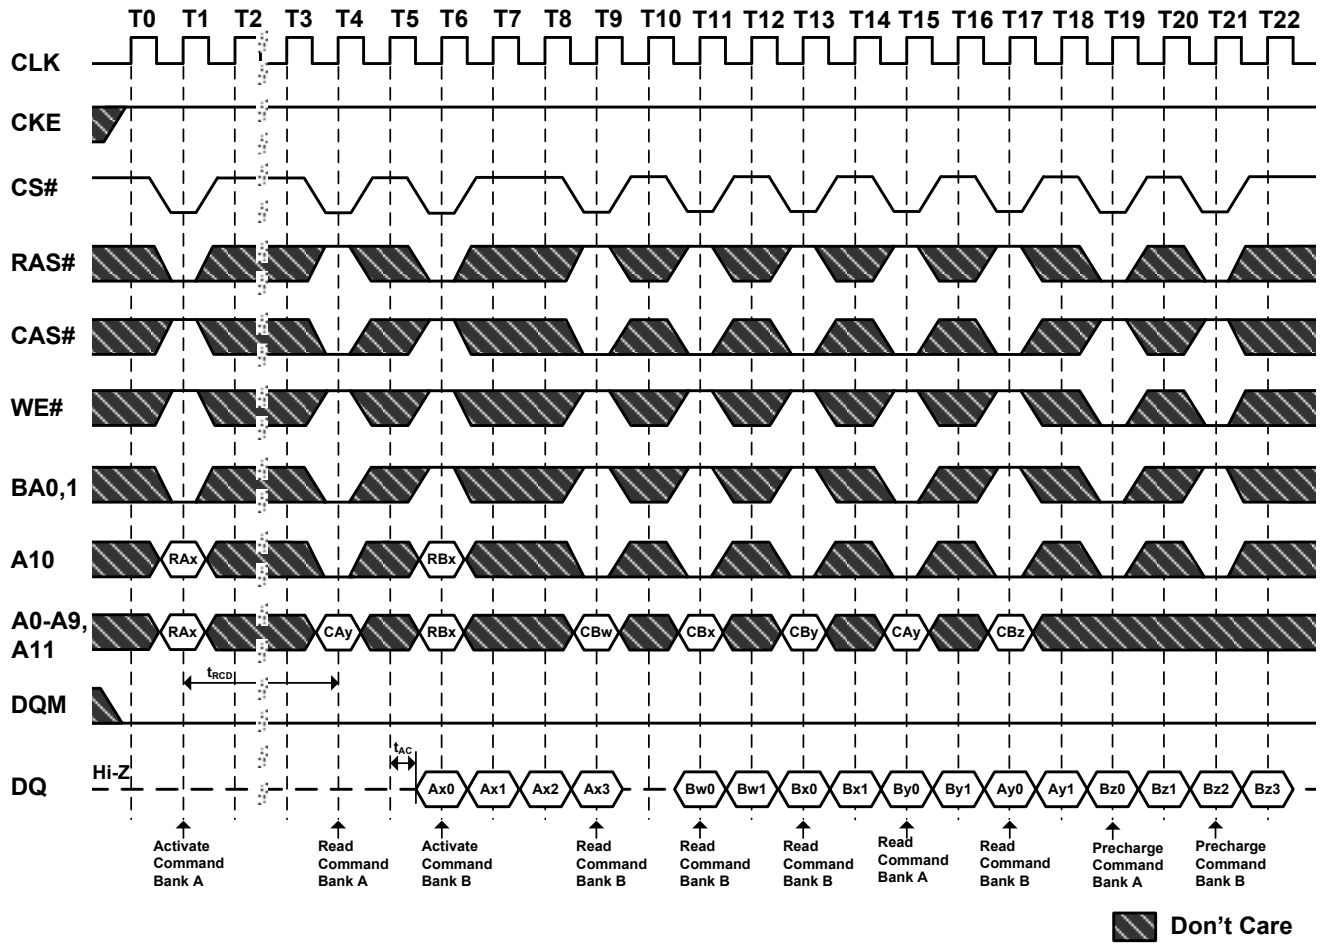 T0 T1 T2 T3 T4 T5 T6 T7 T8 T9 T10 T11 T12 T13 T14 T15 T16 T17 T18 T19 T20 T21 T22
CLK
CKE
CS#
RAS#
CAS#
WE#
BA0,1
A10 RAx RBx
A0-A9,
A11
RAx CAy RBx CBw CBx CBy CAy CBz
tRCD
DQM
tAC
Hi-Z
DQ
Ax0 Ax1 Ax2 Ax3 Bw0 Bw1 Bx0 Bx1 By0 By1 Ay0 Ay1 Bz0 Bz1 Bz2 Bz3
Activate
Command
Bank A
Read
Command
Bank A
Activate
Command
Bank B
Read
Command
Bank B
Read
Command
Bank B
Read
Command
Bank B
Read
Command
Bank A
Read
Command
Bank B
Precharge
Command
Bank A
Precharge
Command
Bank B
Don't Care